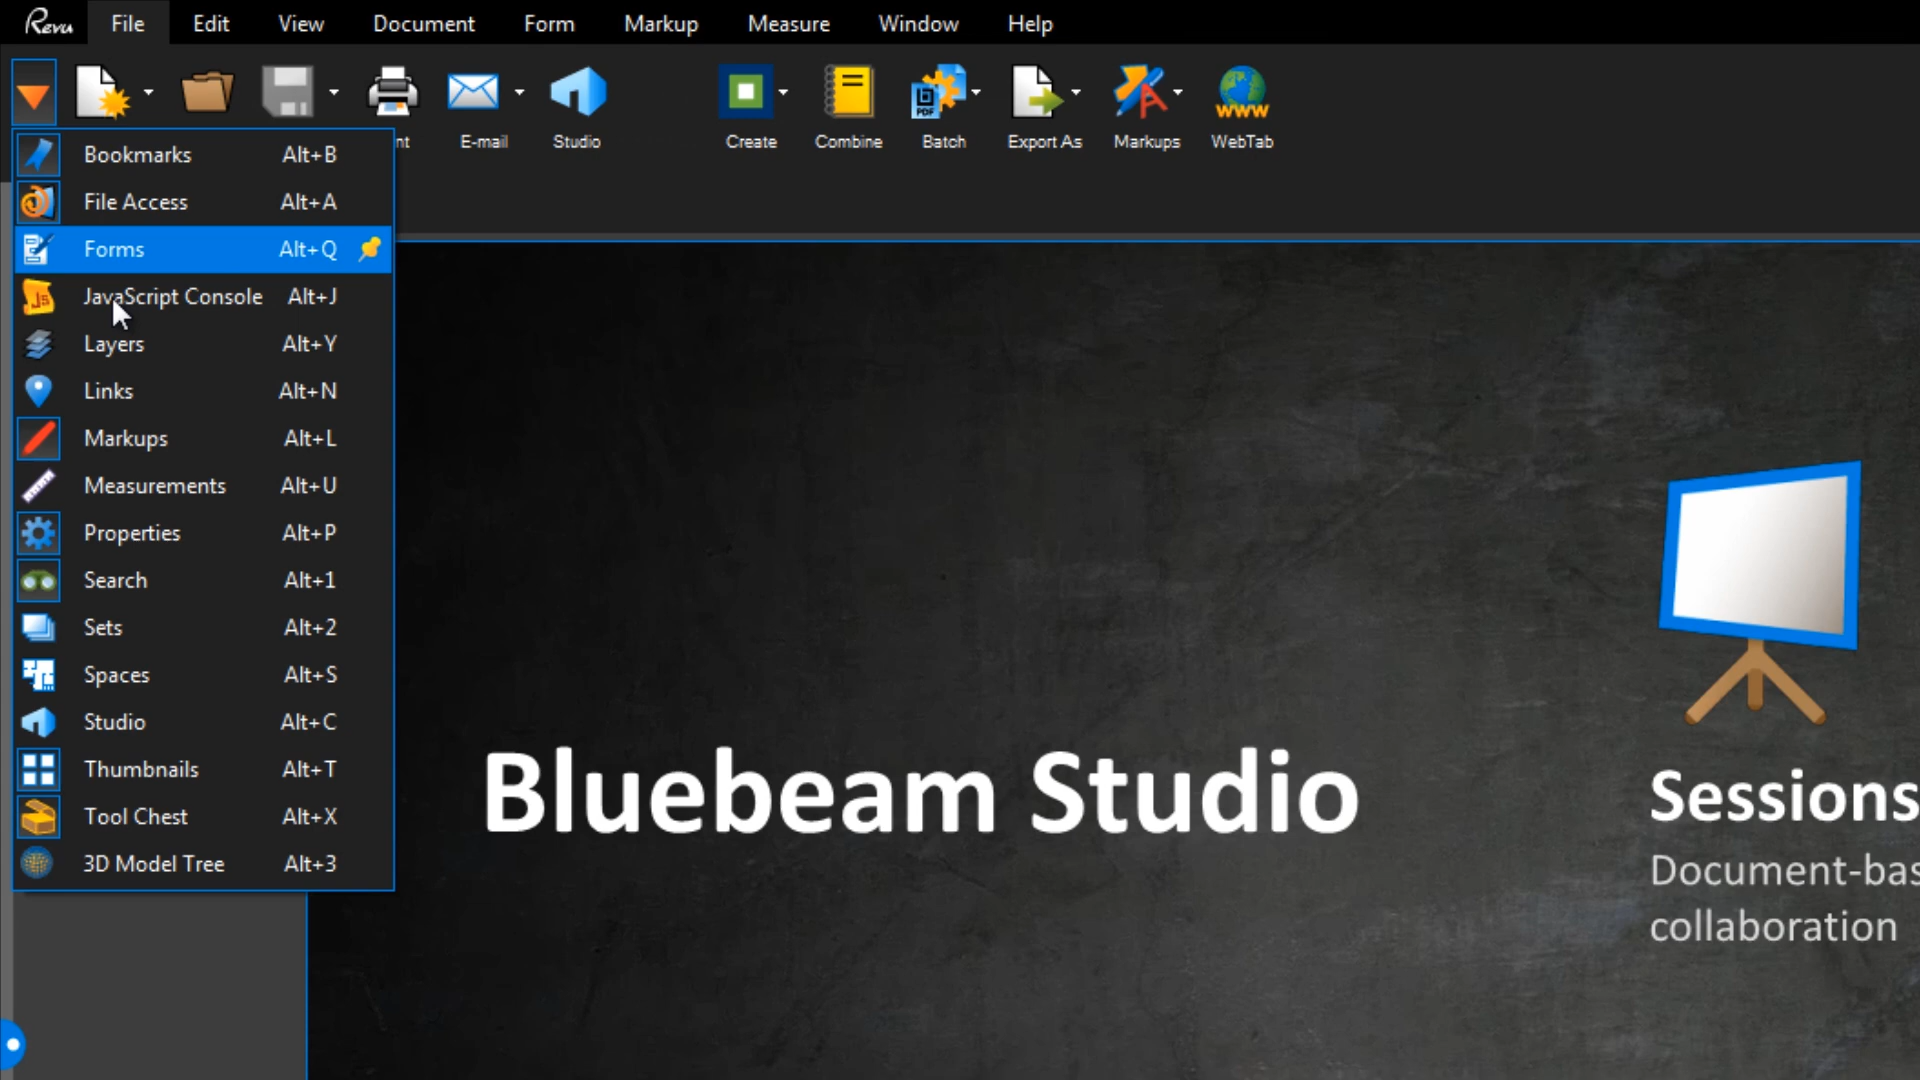 Revu File Edit View Document Form Markup Measure Window Help
nt E-mail Studio Create Combine Batch Export As Markups WebTab
PDF
WWW
Bookmarks Alt+B
File Access Alt+A
Forms Alt+Q
JavaScript Console Alt+J
JS
Layers Alt+Y
Links Alt+N
Markups Alt+L
Measurements Alt+U
Properties Alt+P
Search Alt+1
Sets Alt+2
Spaces Alt+S
Studio Alt+C
Thumbnails Alt+T
Tool Chest Alt+X
3D Model Tree Alt+3
Bluebeam Studio
Sessions
Document-bas
collaboration